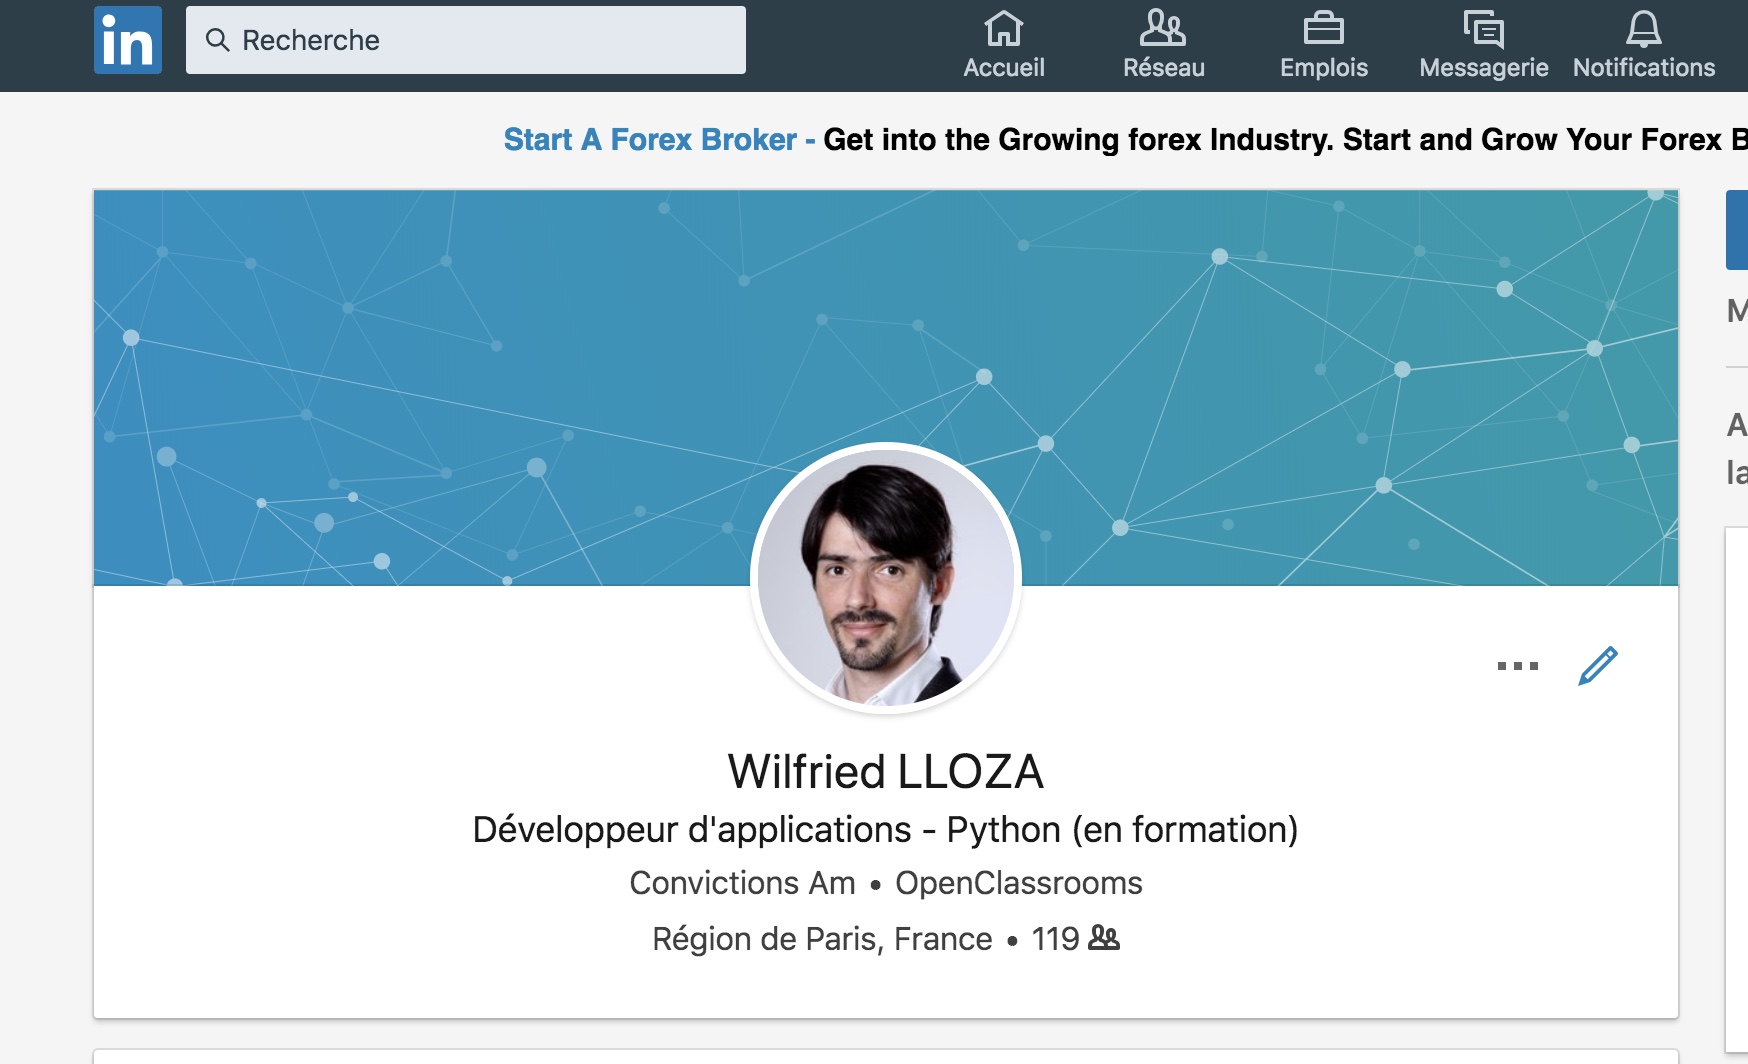 in
Recherche
Accueil
Réseau
Emplois
Messagerie
Notifications
Start A Forex Broker - Get into the Growing forex Industry. Start and Grow Your Forex B
M
A
la
Wilfried LLOZA
Développeur d'applications - Python (en formation)
Convictions Am • OpenClassrooms
Région de Paris, France • 119